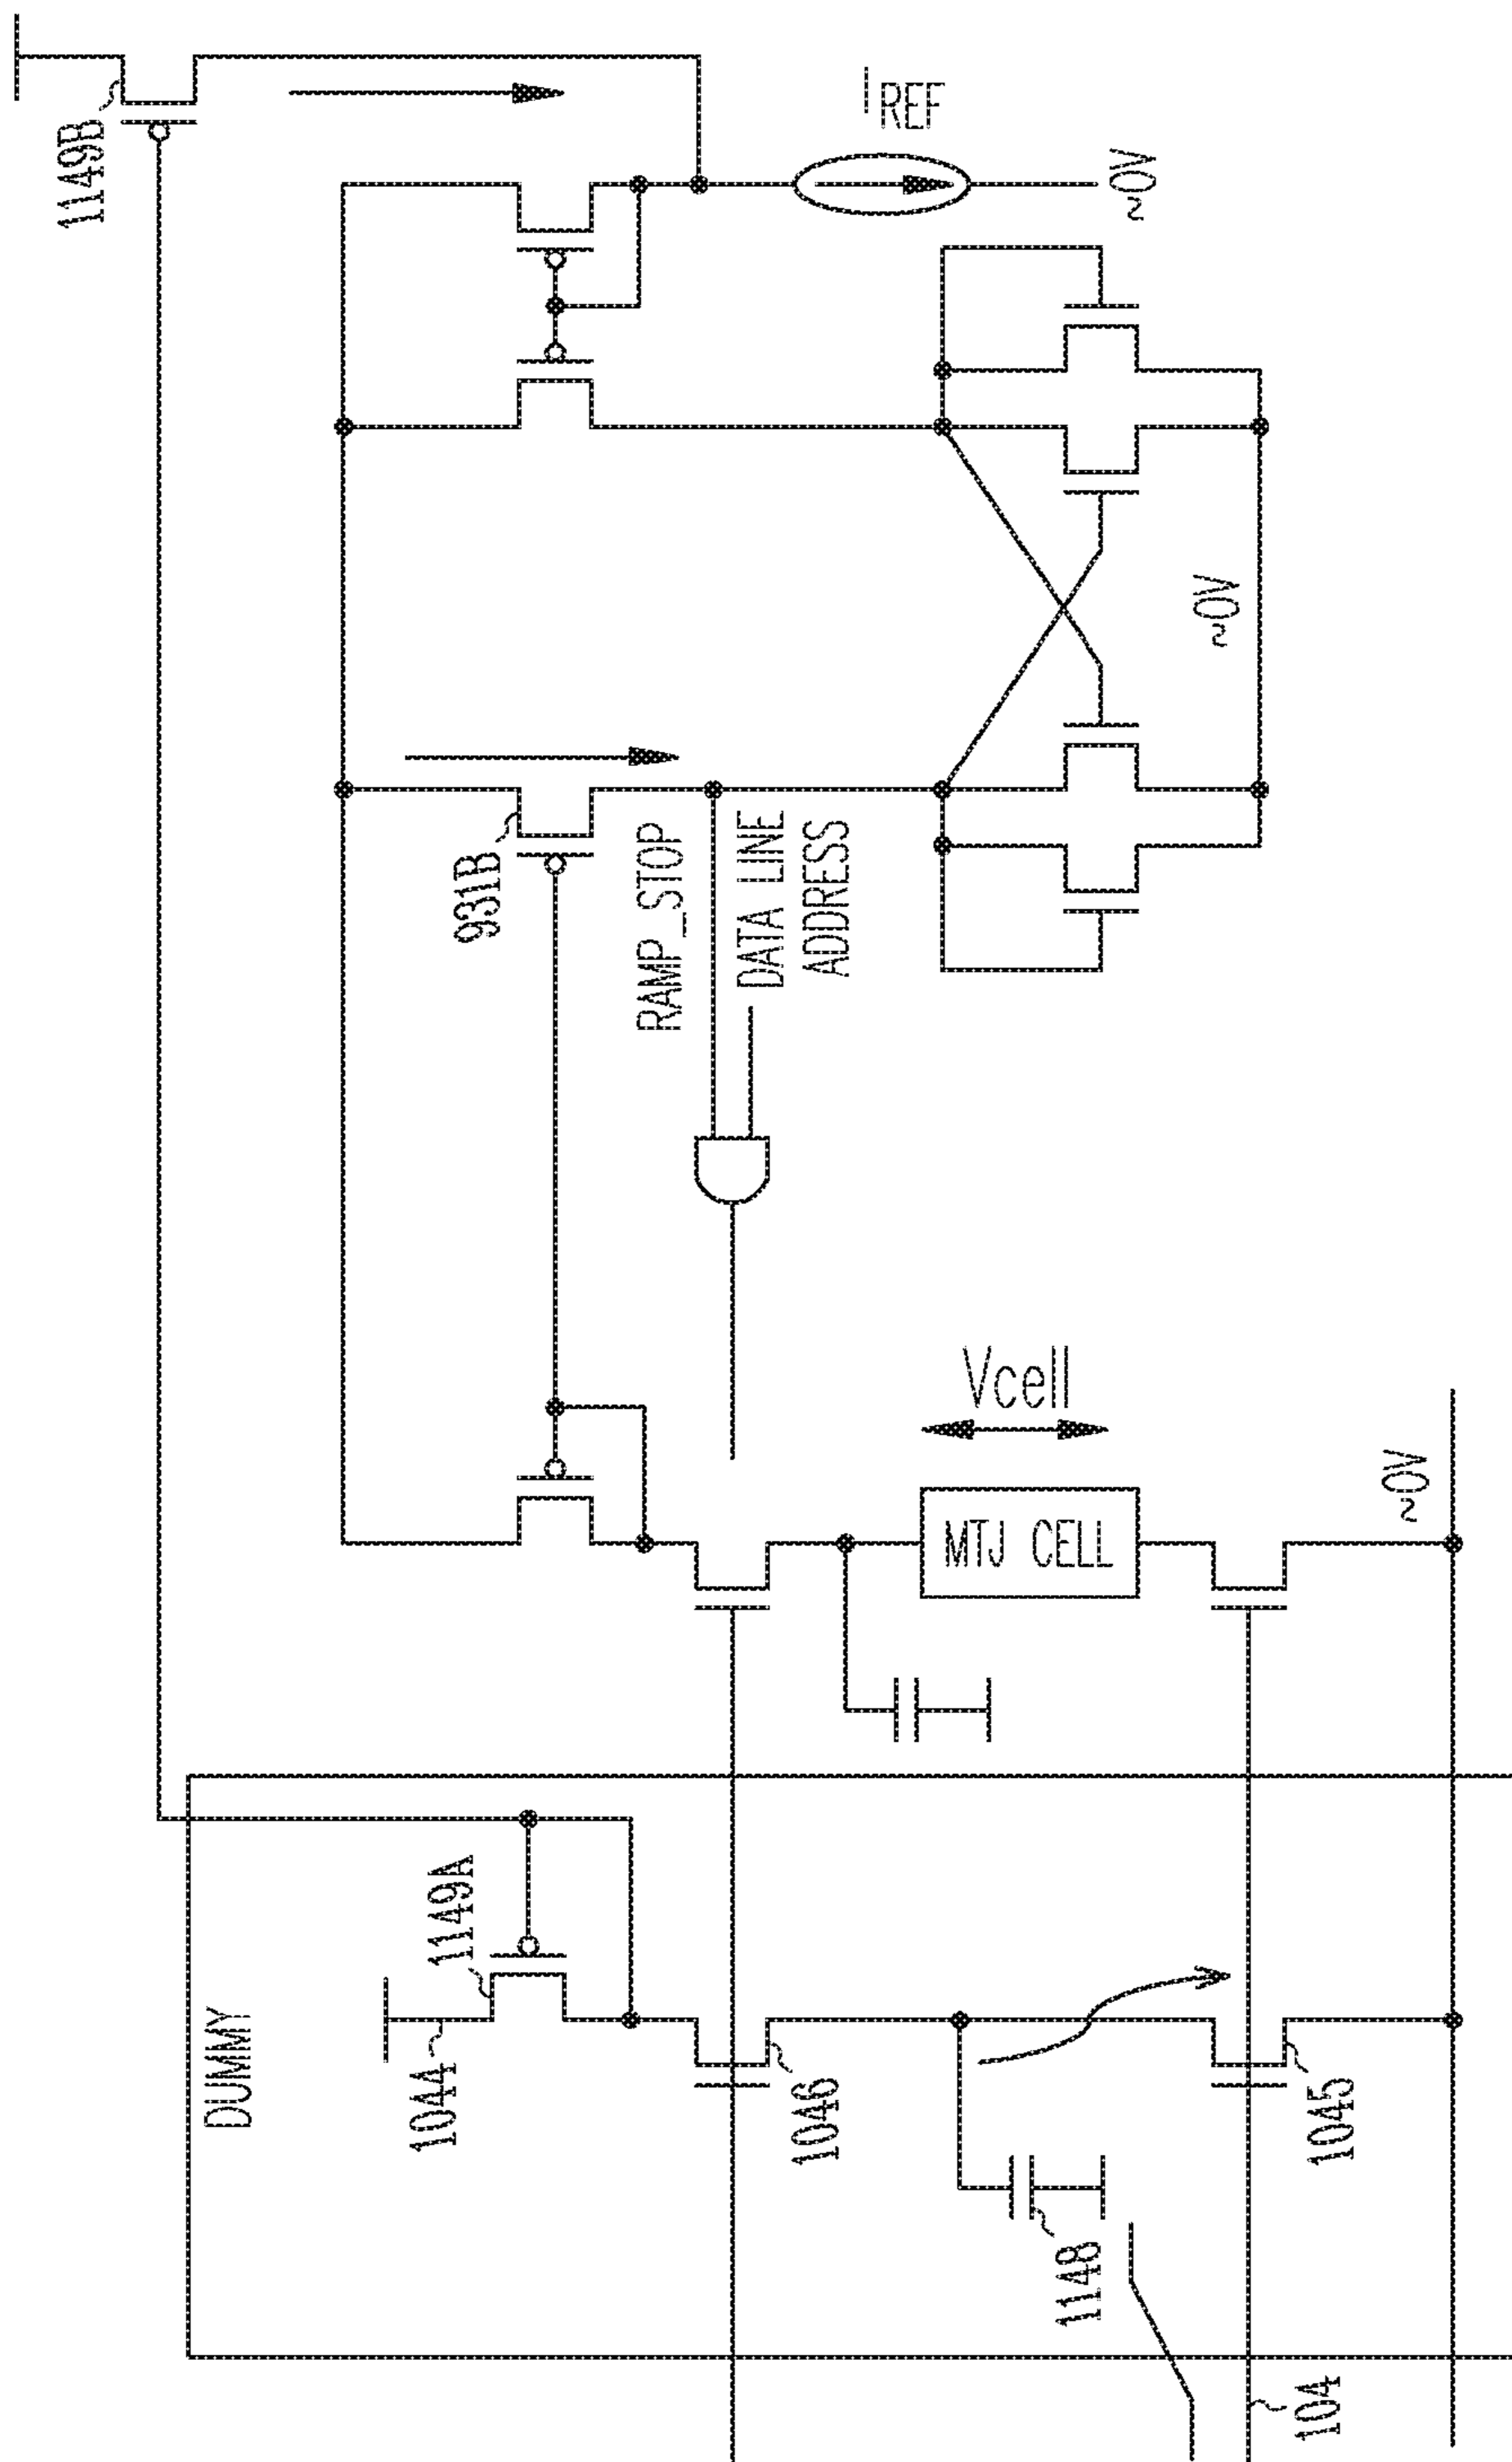 DUMMY
1044
1149A
1046
1148
1045
104
MTJ CELL
Vcell
~0V
931B
RAMP_STOP
DATA LINE
ADDRESS
~0V
1149B
IREF
~0V